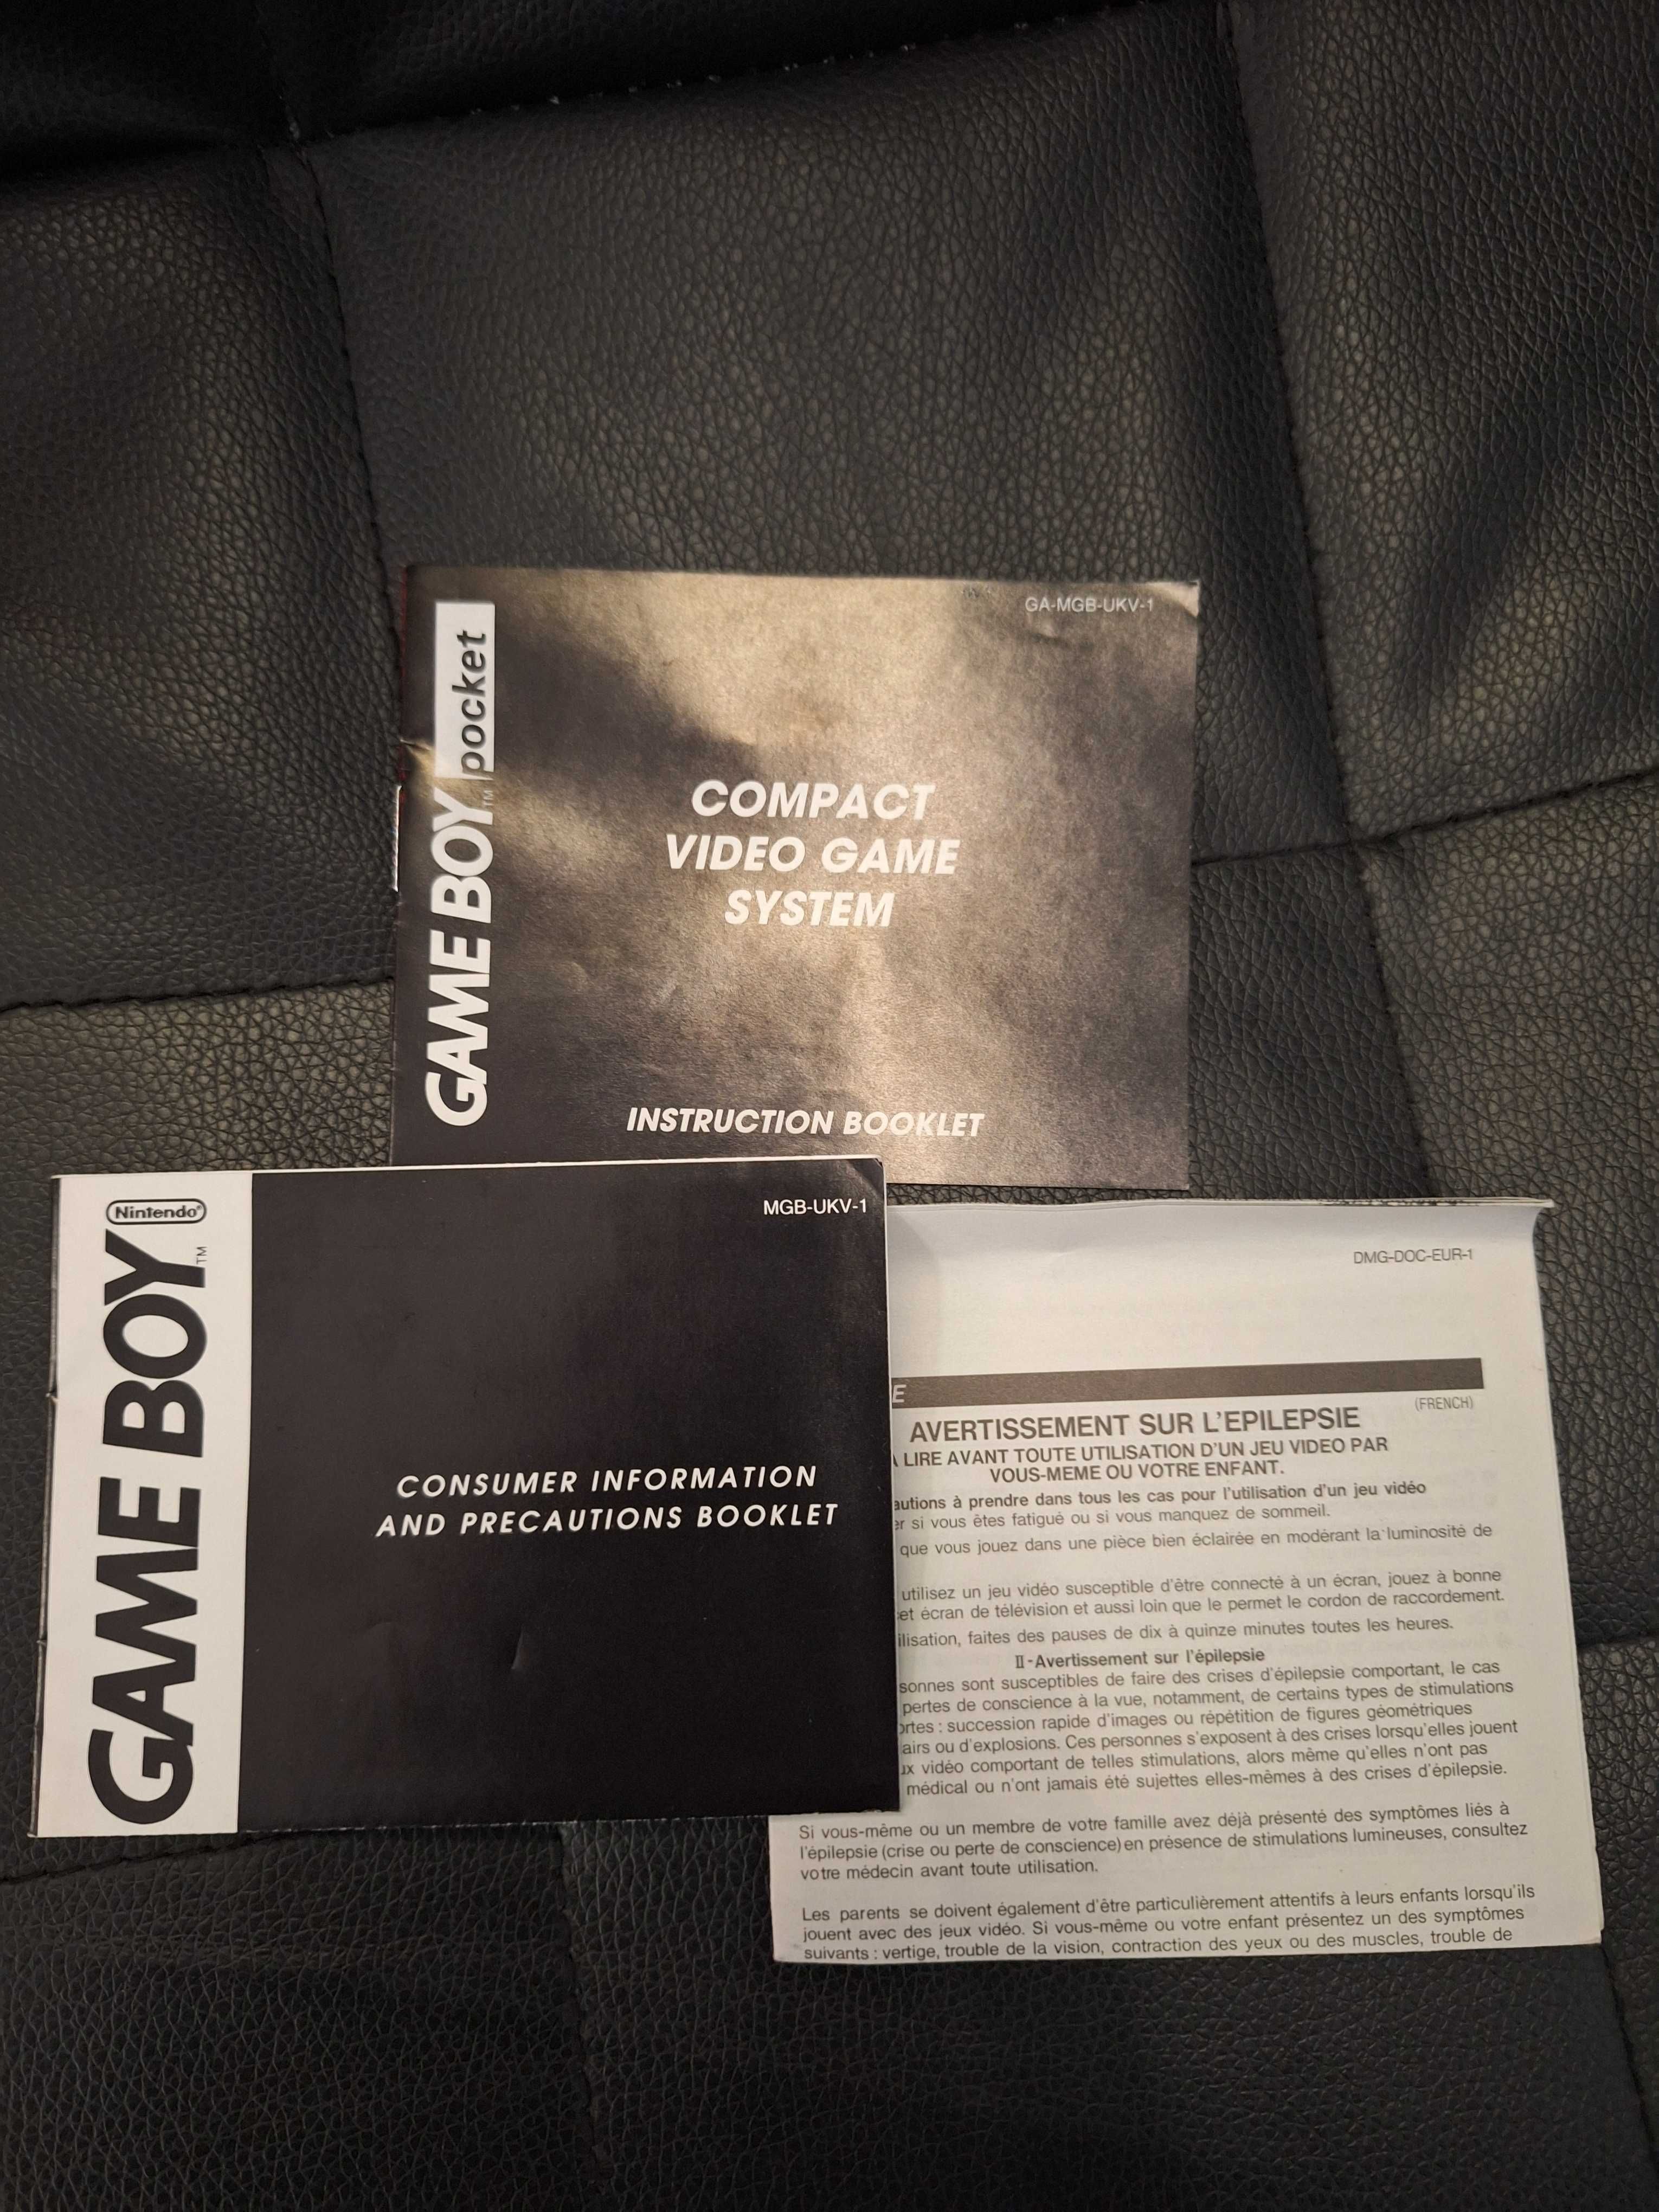 GA-MGB-UKV-1
GAME BOY™ pocket
COMPACT
VIDEO GAME
SYSTEM
INSTRUCTION BOOKLET
Nintendo®
GAME BOY™
MGB-UKV-1
CONSUMER INFORMATION
AND PRECAUTIONS BOOKLET
DMG-DOC-EUR-1
(FRENCH)
AVERTISSEMENT SUR L'EPILEPSIE
LIRE AVANT TOUTE UTILISATION D'UN JEU VIDEO PAR
VOUS-MEME OU VOTRE ENFANT.
à prendre dans tous les cas pour l'utilisation d'un jeu vidéo
si vous êtes fatigué ou si vous manquez de sommeil.
que vous jouez dans une pièce bien éclairée en modérant la luminosité de
utilisez un jeu vidéo susceptible d'être connecté à un écran, jouez à bonne
écran de télévision et aussi loin que le permet le cordon de raccordement.
faites des pauses de dix à quinze minutes toutes les heures.
II-Avertissement sur l'épilepsie
sont susceptibles de faire des crises d'épilepsie comportant, le cas
pertes de conscience à la vue, notamment, de certains types de stimulations
: succession rapide d'images ou répétition de figures géométriques
ou d'explosions. Ces personnes s'exposent à des crises lorsqu'elles jouent
vidéo comportant de telles stimulations, alors même qu'elles n'ont pas
médical ou n'ont jamais été sujettes elles-mêmes à des crises d'épilepsie.
Si vous-même ou un membre de votre famille avez déjà présenté des symptômes liés à
l'épilepsie (crise ou perte de conscience) en présence de stimulations lumineuses, consultez
votre médecin avant toute utilisation.
Les parents se doivent également d'être particulièrement attentifs à leurs enfants lorsqu'ils
jouent avec des jeux vidéo. Si vous-même ou votre enfant présentez un des symptômes
suivants : vertige, trouble de la vision, contraction des yeux ou des muscles, trouble de